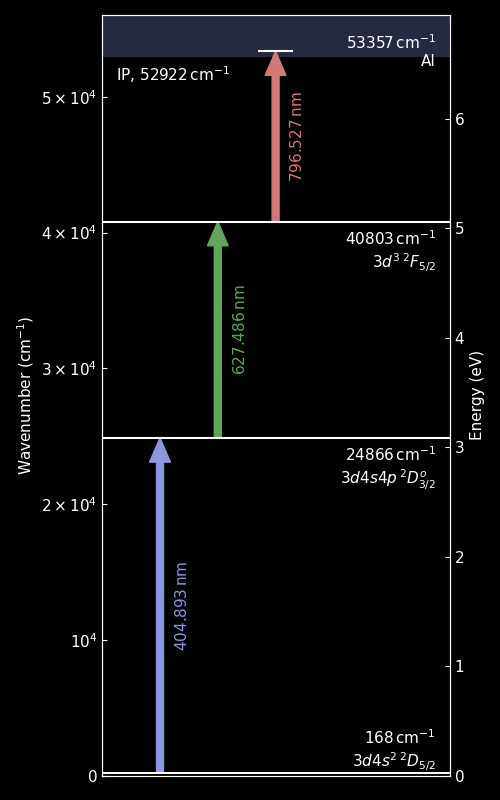 53357 cm⁻¹
AI
IP, 52922 cm⁻¹
796.527 nm
40803 cm⁻¹
3d³ ²F₅/₂
627.486 nm
24866 cm⁻¹
3d4s4p ²Dᵒ₃/₂
404.893 nm
168 cm⁻¹
3d4s² ²D₅/₂
Wavenumber (cm⁻¹)
5 × 10⁴
4 × 10⁴
3 × 10⁴
2 × 10⁴
10⁴
0
Energy (eV)
6
5
4
3
2
1
0